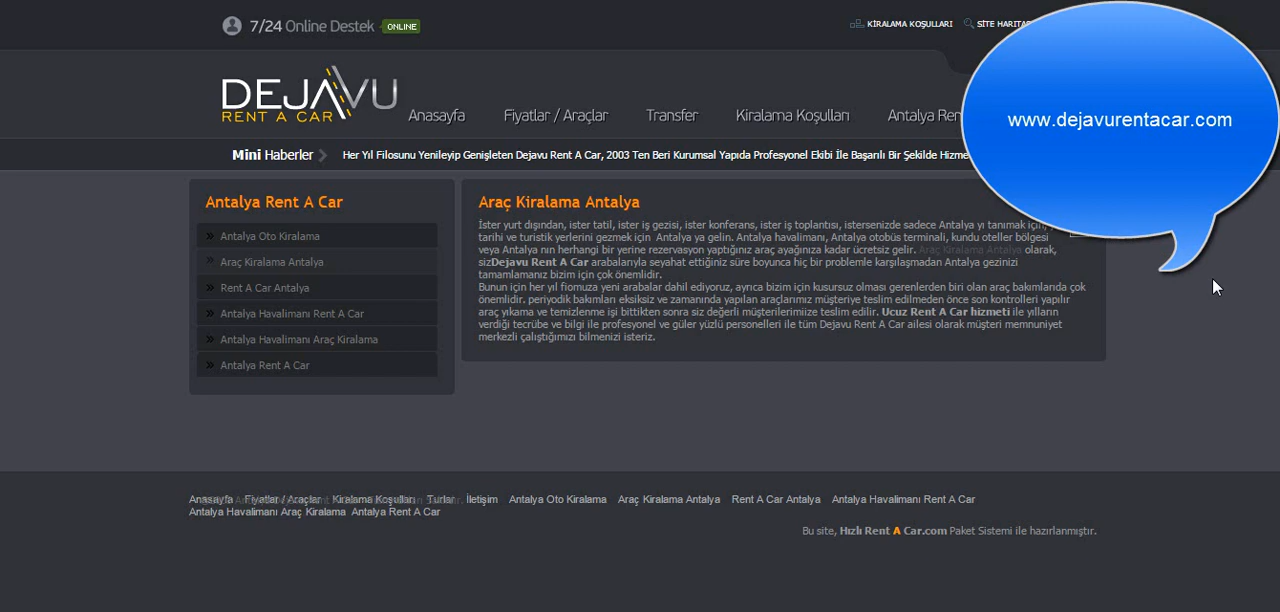 7/24 Online Destek ONLINE
KİRALAMA KOŞULLARI SİTE HARITAS
www.dejavurentacar.com
DEJAVU
RENT A CAR
Anasayfa Fiyatlar / Araçlar Transfer Kiralama Koşulları Antalya Ren
Mini Haberler Her Yıl Filosunu Yenileyip Genişleten Dejavu Rent A Car, 2003 Ten Beri Kurumsal Yapıda Profesyonel Ekibi İle Başarılı Bir Şekilde Hizme
Antalya Rent A Car
Antalya Oto Kiralama
Araç Kiralama Antalya
Rent A Car Antalya
Antalya Havalimanı Rent A Car
Antalya Havalimanı Araç Kiralama
Antalya Rent A Car
Araç Kiralama Antalya
İster yurt dışından, ister tatil, ister iş gezisi, ister konferans, ister iş toplantısı, istersenizde sadece Antalya yı tanımak için,
tarihi ve turistik yerlerini gezmek için Antalya ya gelin. Antalya havalimanı, Antalya otobüs terminali, kundu oteller bölgesi
veya Antalya nın herhangi bir yerine rezervasyon yaptığınız araç ayağınıza kadar ücretsiz gelir. Araç Kiralama Antalya olarak,
sizDejavu Rent A Car arabalarıyla seyahat ettiğiniz süre boyunca hiç bir problemle karşılaşmadan Antalya gezinizi
tamamlamanız bizim için çok önemlidir.
Bunun için her yıl fiomuza yeni arabalar dahil ediyoruz, ayrıca bizim için kusursuz olması gerenlerden biri olan araç bakımlarıda çok
önemlidir. periyodik bakımları eksiksiz ve zamanında yapılan araçlarımız müşteriye teslim edilmeden önce son kontrolleri yapılır
araç yıkama ve temizlenme işi bittikten sonra siz değerli müşterilerimiize teslim edilir. Ucuz Rent A Car hizmeti ile yılların
verdiği tecrübe ve bilgi ile profesyonel ve güler yüzlü personelleri ile tüm Dejavu Rent A Car ailesi olarak müşteri memnuniyet
merkezli çalıştığımızı bilmenizi isteriz.
Anasayfa Fiyatlar / Araçlar Kiralama Koşulları Turlar İletişim Antalya Oto Kiralama Araç Kiralama Antalya Rent A Car Antalya Antalya Havalimanı Rent A Car
Antalya Havalimanı Araç Kiralama Antalya Rent A Car
Bu site, Hızlı Rent A Car.com Paket Sistemi ile hazırlanmıştır.